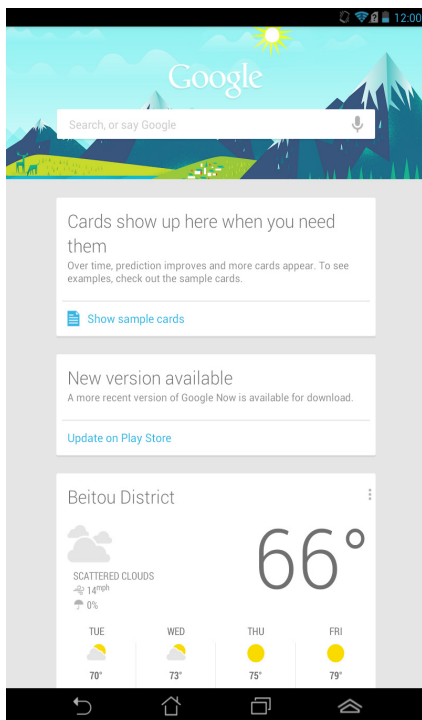 12:00
Google
Search, or say Google
Cards show up here when you need
them
Over time, prediction improves and more cards appear. To see
examples, check out the sample cards.
Show sample cards
New version available
A more recent version of Google Now is available for download.
Update on Play Store
Beitou District
66°
SCATTERED CLOUDS
14mph
0%
TUE WED THU FRI
70° 73° 75° 79°